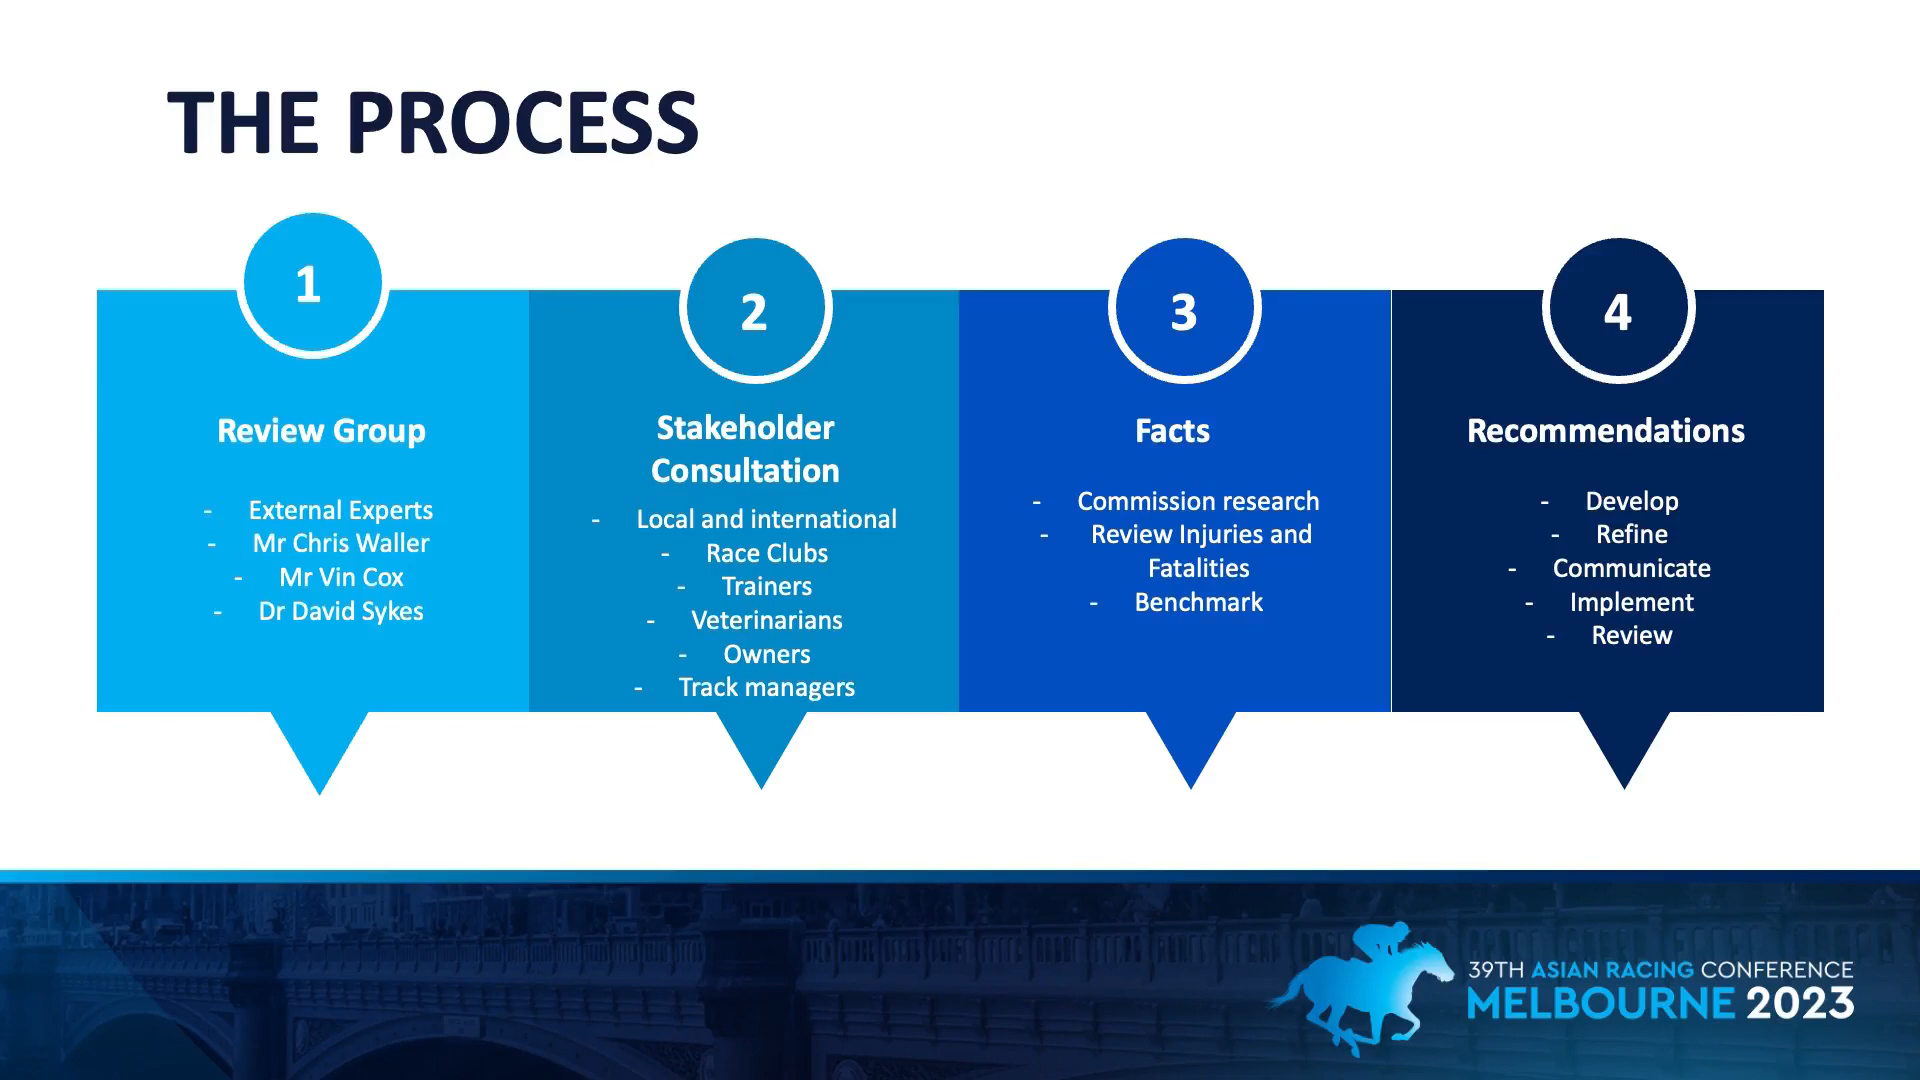 THE PROCESS
1
Review Group
- External Experts
- Mr Chris Waller
- Mr Vin Cox
- Dr David Sykes
2
Stakeholder
Consultation
- Local and international
- Race Clubs
- Trainers
- Veterinarians
- Owners
- Track managers
3
Facts
- Commission research
- Review Injuries and
Fatalities
- Benchmark
4
Recommendations
- Develop
- Refine
- Communicate
- Implement
- Review
39TH ASIAN RACING CONFERENCE
MELBOURNE 2023